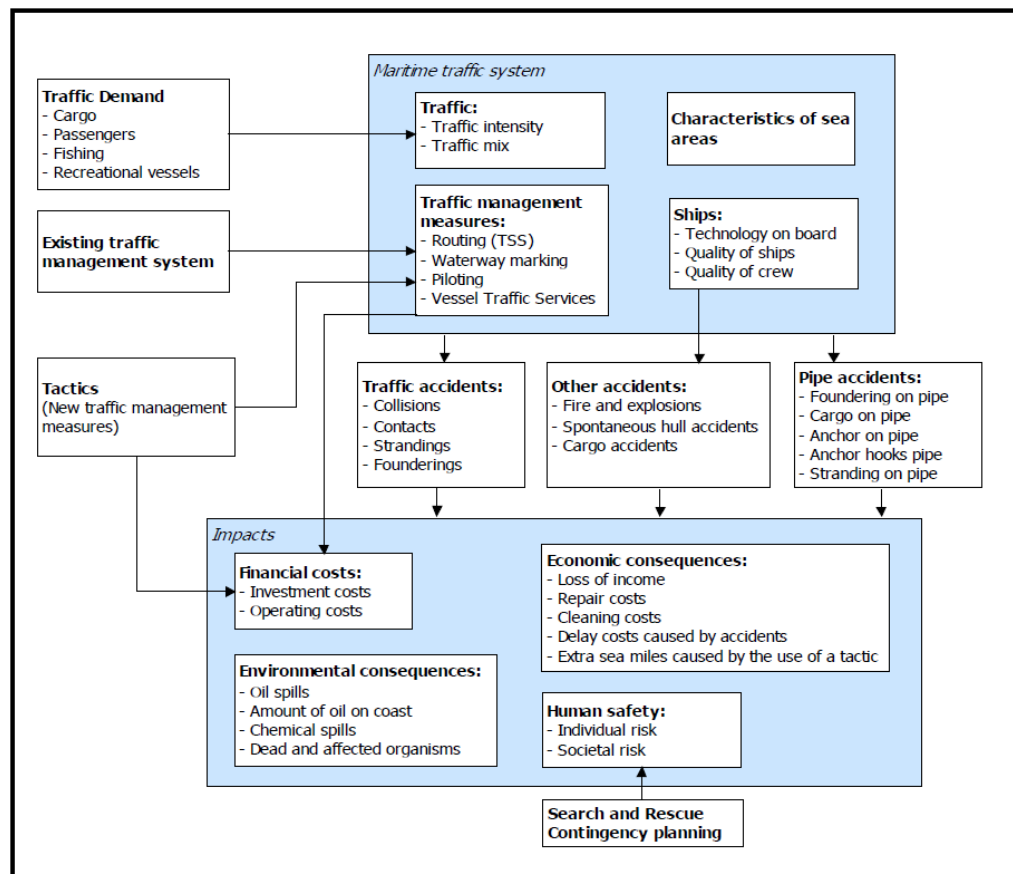 Maritime traffic system
Traffic Demand
- Cargo
- Passengers
- Fishing
- Recreational vessels
Traffic:
- Traffic intensity
- Traffic mix
Characteristics of sea
areas
Existing traffic
management system
Traffic management
measures:
- Routing (TSS)
- Waterway marking
- Piloting
- Vessel Traffic Services
Ships:
- Technology on board
- Quality of ships
- Quality of crew
Tactics
(New traffic management
measures)
Traffic accidents:
- Collisions
- Contacts
- Strandings
- Founderings
Other accidents:
- Fire and explosions
- Spontaneous hull accidents
- Cargo accidents
Pipe accidents:
- Foundering on pipe
- Cargo on pipe
- Anchor on pipe
- Anchor hooks pipe
- Stranding on pipe
Impacts
Financial costs:
- Investment costs
- Operating costs
Economic consequences:
- Loss of income
- Repair costs
- Cleaning costs
- Delay costs caused by accidents
- Extra sea miles caused by the use of a tactic
Environmental consequences:
- Oil spills
- Amount of oil on coast
- Chemical spills
- Dead and affected organisms
Human safety:
- Individual risk
- Societal risk
Search and Rescue
Contingency planning